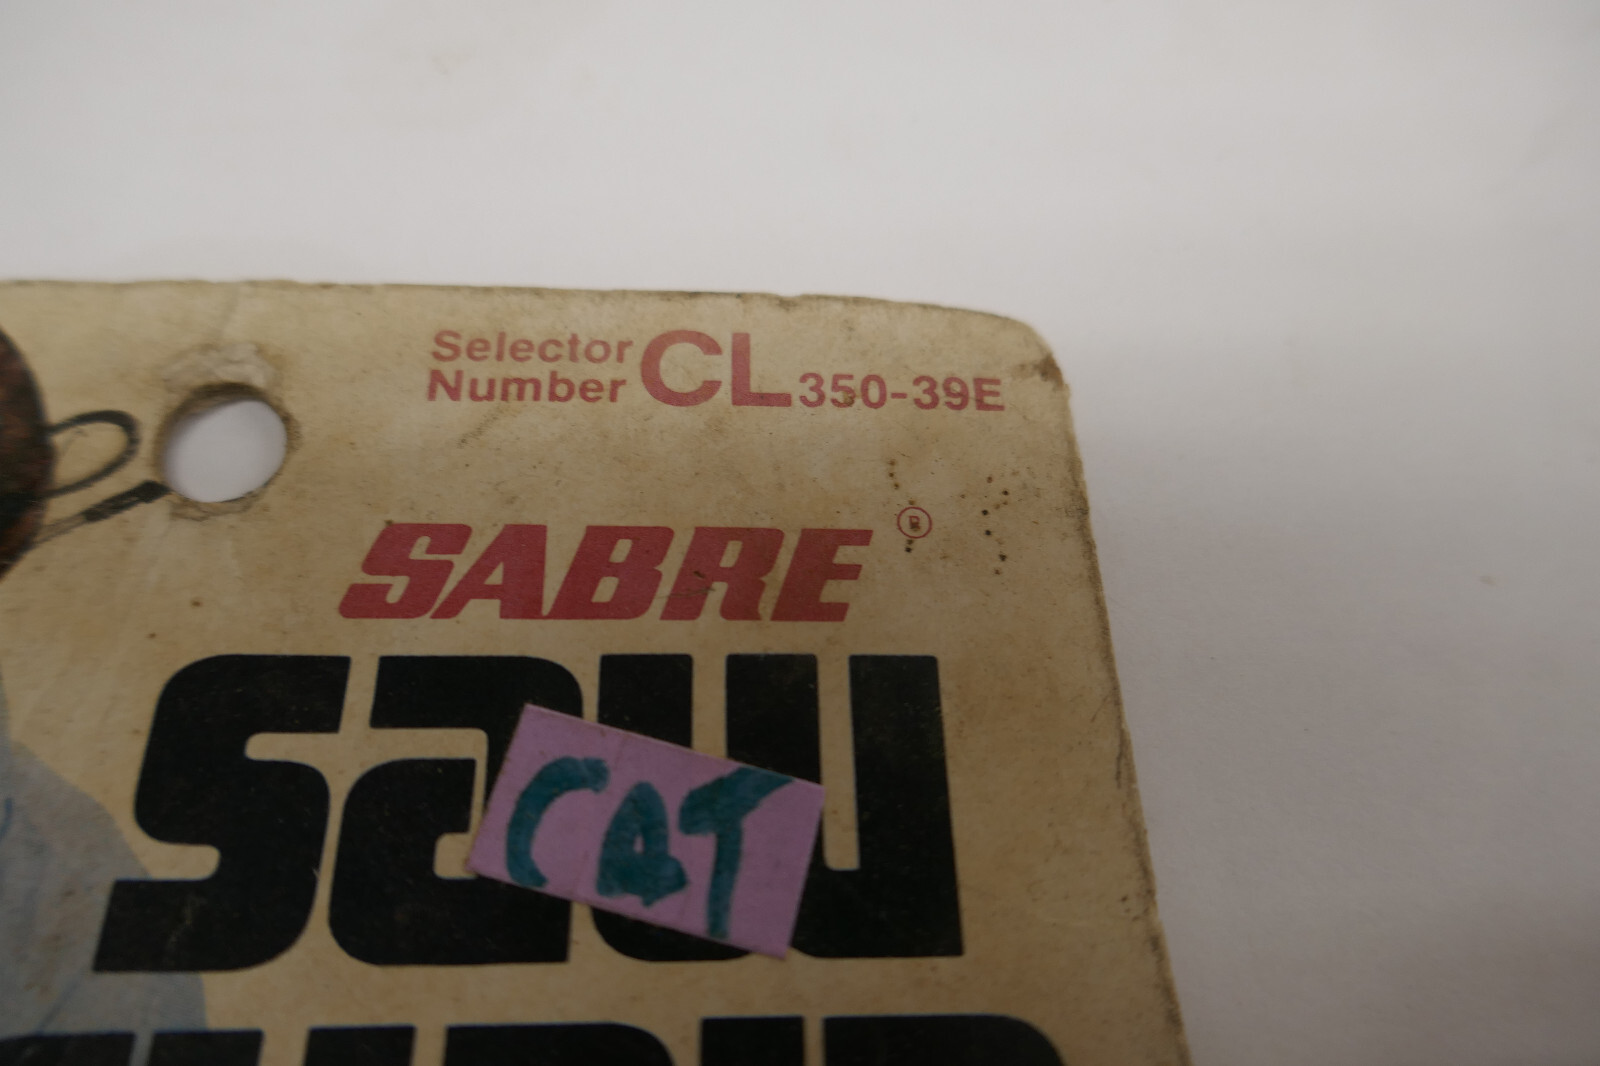 Selector
Number CL 350-39E
SABRE ®
saw
CAT